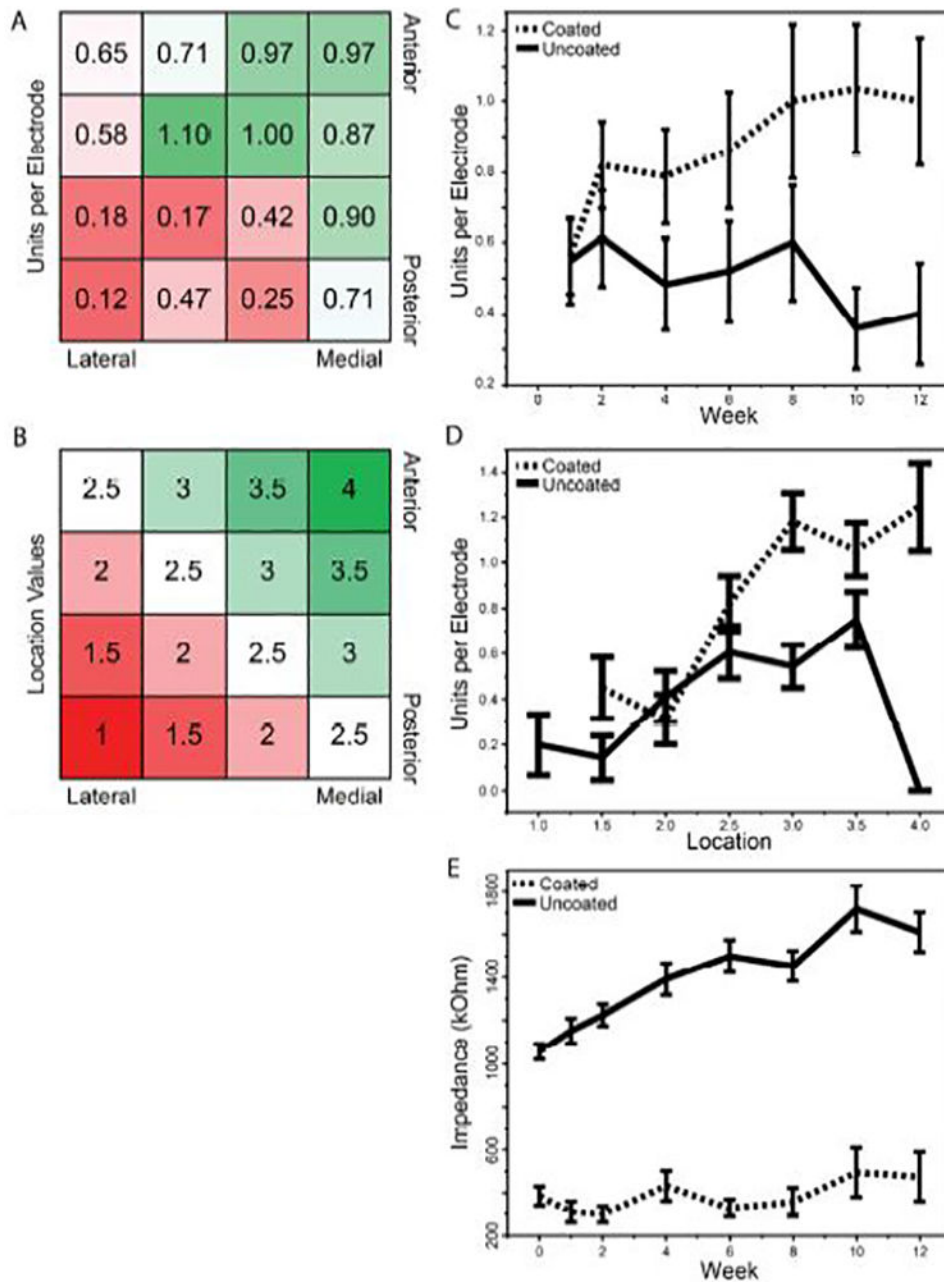 A
Units per Electrode
0.65 0.71 0.97 0.97
0.58 1.10 1.00 0.87
0.18 0.17 0.42 0.90
0.12 0.47 0.25 0.71
Anterior
Posterior
Lateral Medial
B
Location Values
2.5 3 3.5 4
2 2.5 3 3.5
1.5 2 2.5 3
1 1.5 2 2.5
Anterior
Posterior
Lateral Medial
C
Coated
Uncoated
Units per Electrode
1.2
1.0
0.8
0.6
0.4
0.2
0 2 4 6 8 10 12
Week
D
Coated
Uncoated
Units per Electrode
1.4
1.2
1.0
0.8
0.6
0.4
0.2
0.0
1.0 1.5 2.0 2.5 3.0 3.5 4.0
Location
E
Coated
Uncoated
Impedance (kOhm)
1800
1400
1000
600
200
0 2 4 6 8 10 12
Week